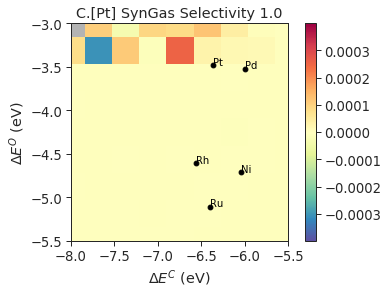 C.[Pt] SynGas Selectivity 1.0
−3.0
−3.5
−4.0
−4.5
−5.0
−5.5
ΔE^O (eV)
Pt
Pd
Rh
Ni
Ru
−8.0 −7.5 −7.0 −6.5 −6.0 −5.5
ΔE^C (eV)
0.0003
0.0002
0.0001
0.0000
−0.0001
−0.0002
−0.0003